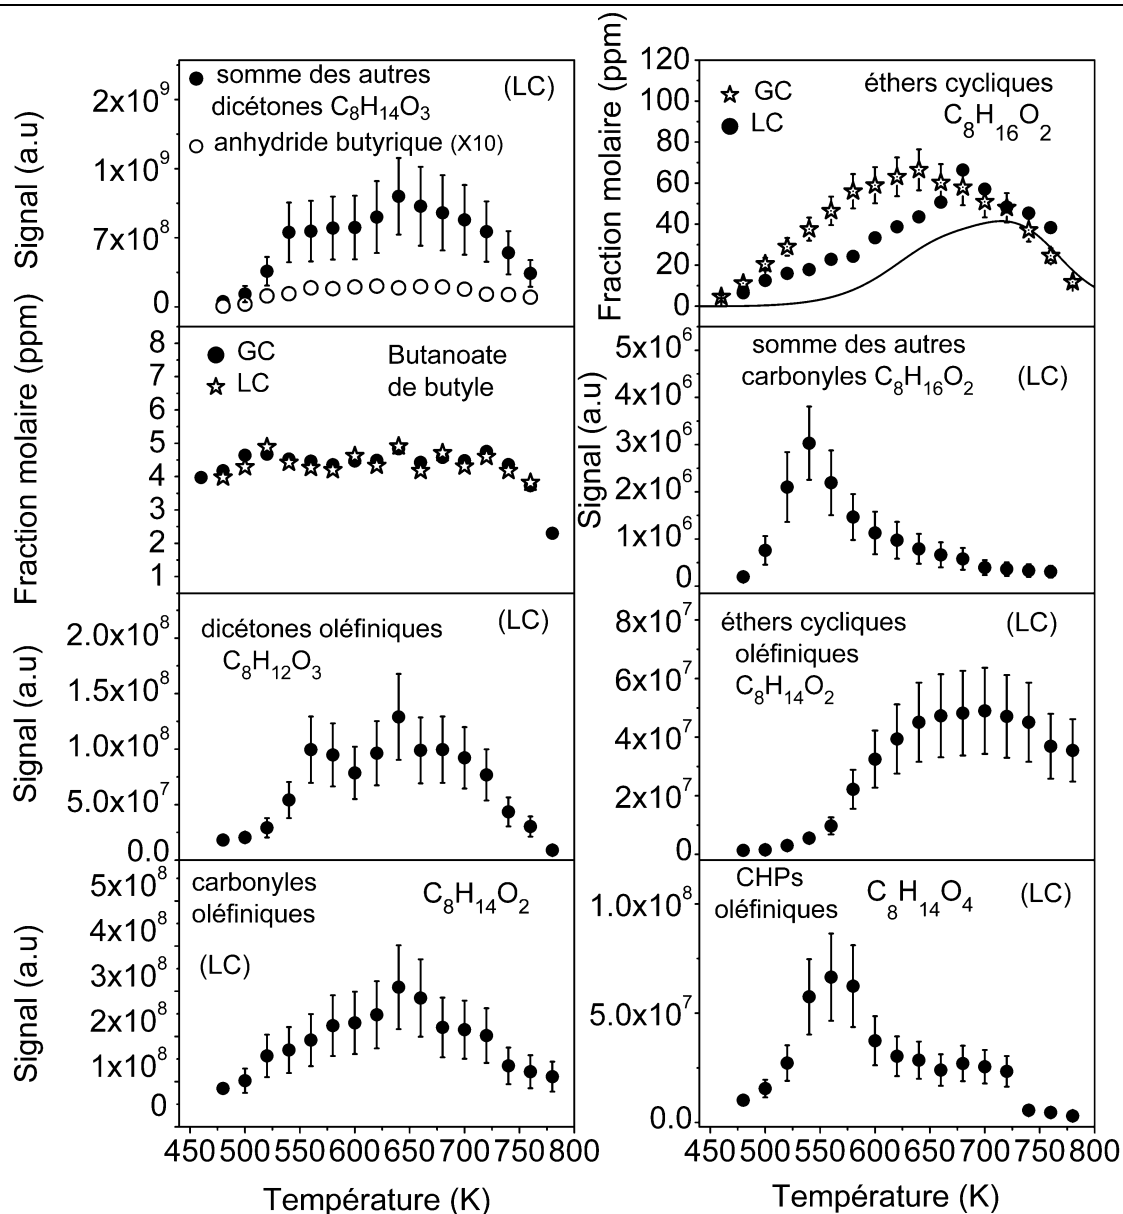 somme des autres
dicétones C8H14O3
(LC)
anhydride butyrique (X10)
2x10^9
1x10^9
7x10^8
0
Signal (a.u)
GC
LC
éthers cycliques
C8H16O2
120
100
80
60
40
20
0
Fraction molaire (ppm)
GC
LC
Butanoate
de butyle
8
7
6
5
4
3
2
1
Fraction molaire (ppm)
somme des autres
carbonyles C8H16O2
(LC)
5x10^6
4x10^6
3x10^6
2x10^6
1x10^6
0
Signal (a.u)
dicétones oléfiniques
C8H12O3
(LC)
2.0x10^8
1.5x10^8
1.0x10^8
5.0x10^7
0.0
Signal (a.u)
éthers cycliques
oléfiniques
C8H14O2
(LC)
8x10^7
6x10^7
4x10^7
2x10^7
0
carbonyles
oléfiniques
C8H14O2
(LC)
5x10^8
4x10^8
3x10^8
2x10^8
1x10^8
0
Signal (a.u)
450 500 550 600 650 700 750 800
Température (K)
CHPs
oléfiniques
C8H14O4
(LC)
1.0x10^8
5.0x10^7
0.0
450 500 550 600 650 700 750 800
Température (K)